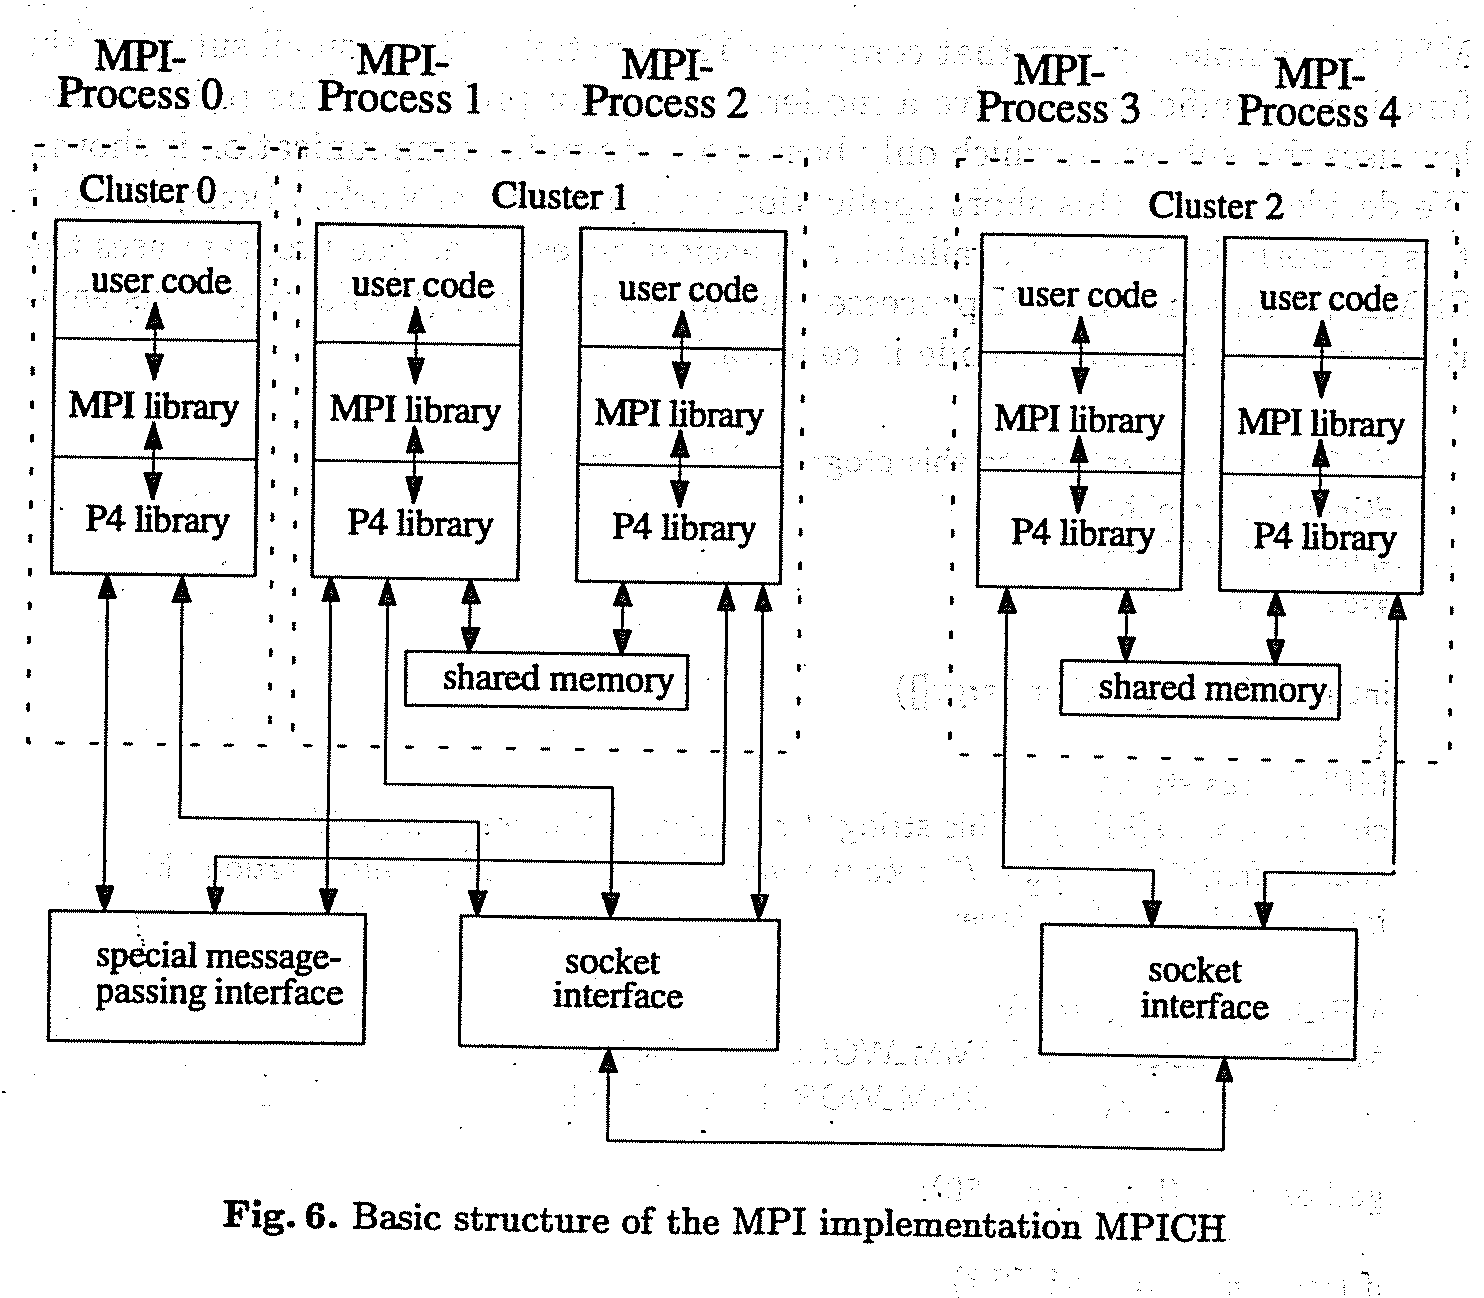 MPI-
Process 0
MPI-
Process 1
MPI-
Process 2
MPI-
Process 3
MPI-
Process 4
Cluster 0
Cluster 1
Cluster 2
user code
MPI library
P4 library
user code
MPI library
P4 library
user code
MPI library
P4 library
user code
MPI library
P4 library
user code
MPI library
P4 library
shared memory
shared memory
special message-
passing interface
socket
interface
socket
interface
Fig. 6. Basic structure of the MPI implementation MPICH